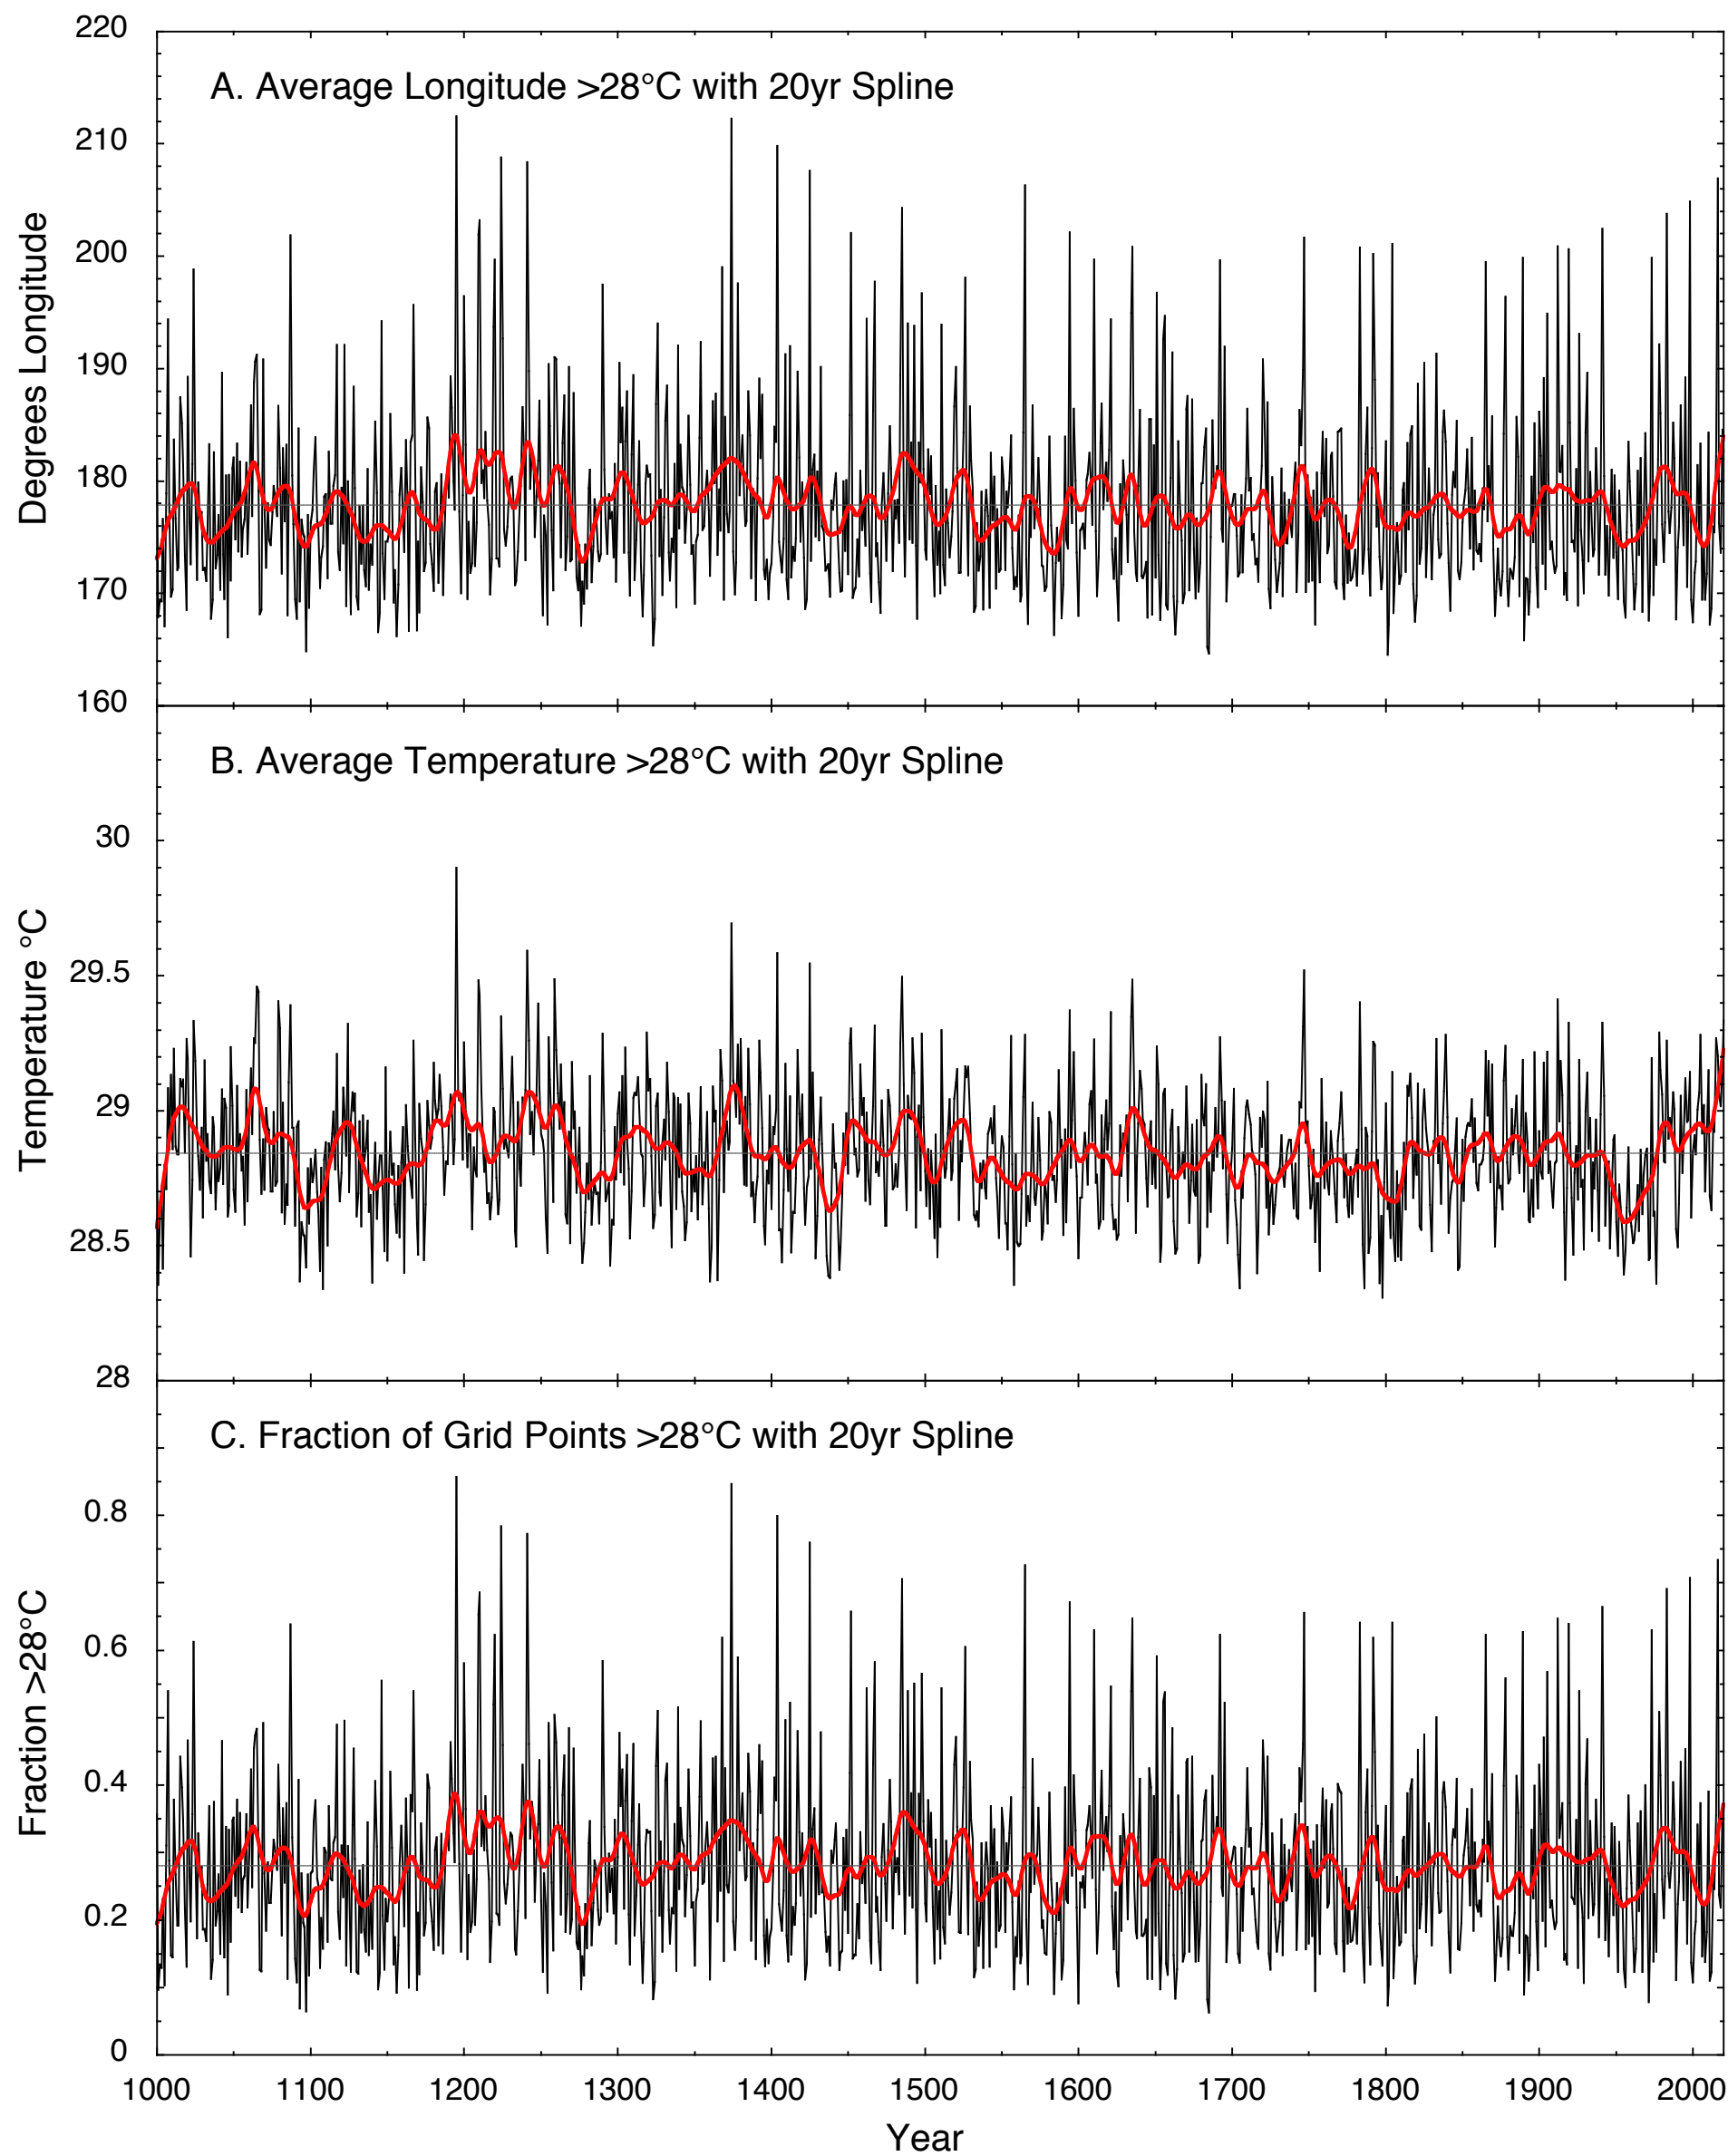 220
A. Average Longitude >28°C with 20yr Spline
210
200
190
180
170
160
Degrees Longitude
B. Average Temperature >28°C with 20yr Spline
30
29.5
29
28.5
28
Temperature °C
C. Fraction of Grid Points >28°C with 20yr Spline
0.8
0.6
0.4
0.2
0
Fraction >28°C
1000 1100 1200 1300 1400 1500 1600 1700 1800 1900 2000
Year